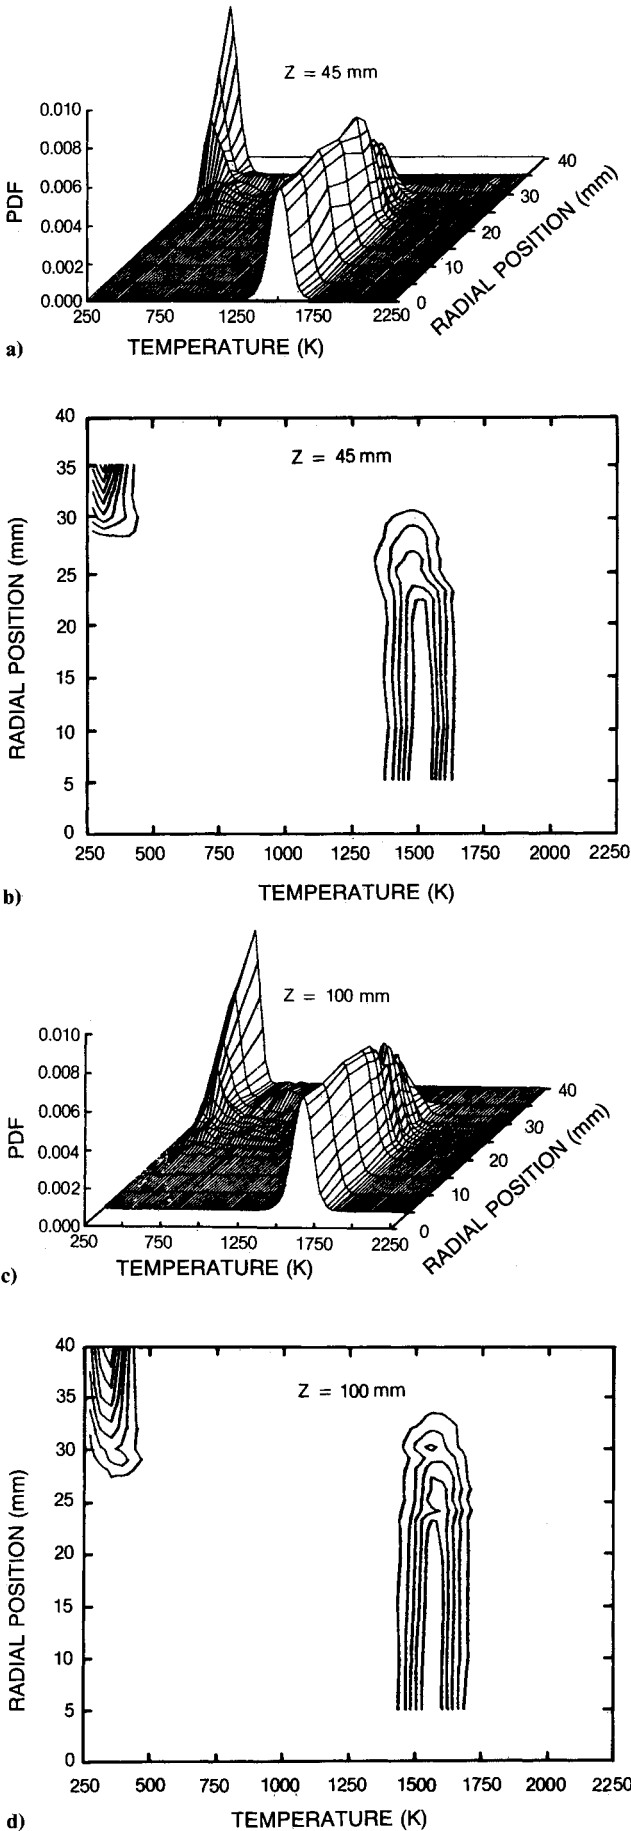 Z = 45 mm
0.010
0.008
0.006
0.004
0.002
0.000
PDF
250 750 1250 1750 2250
TEMPERATURE (K)
0 10 20 30 40
RADIAL POSITION (mm)
a)
Z = 45 mm
40
35
30
25
20
15
10
5
0
RADIAL POSITION (mm)
250 500 750 1000 1250 1500 1750 2000 2250
TEMPERATURE (K)
b)
Z = 100 mm
0.010
0.008
0.006
0.004
0.002
0.000
PDF
250 750 1250 1750 2250
TEMPERATURE (K)
0 10 20 30 40
RADIAL POSITION (mm)
c)
Z = 100 mm
40
35
30
25
20
15
10
5
0
RADIAL POSITION (mm)
250 500 750 1000 1250 1500 1750 2000 2250
TEMPERATURE (K)
d)